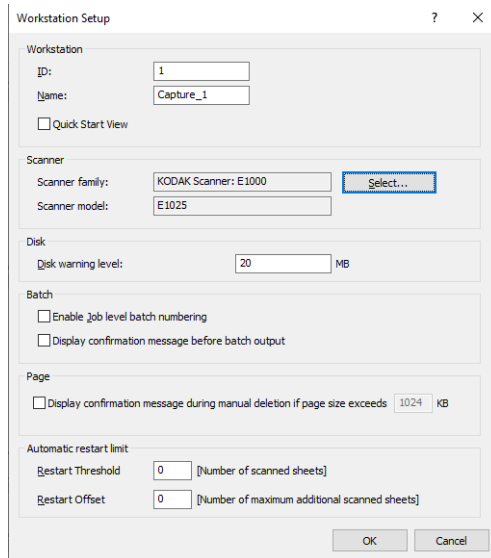 Workstation Setup ? ×
Workstation
ID: 1
Name: Capture_1
Quick Start View
Scanner
Scanner family: KODAK Scanner: E1000 Select...
Scanner model: E1025
Disk
Disk warning level: 20 MB
Batch
Enable Job level batch numbering
Display confirmation message before batch output
Page
Display confirmation message during manual deletion if page size exceeds 1024 KB
Automatic restart limit
Restart Threshold 0 [Number of scanned sheets]
Restart Offset 0 [Number of maximum additional scanned sheets]
OK Cancel